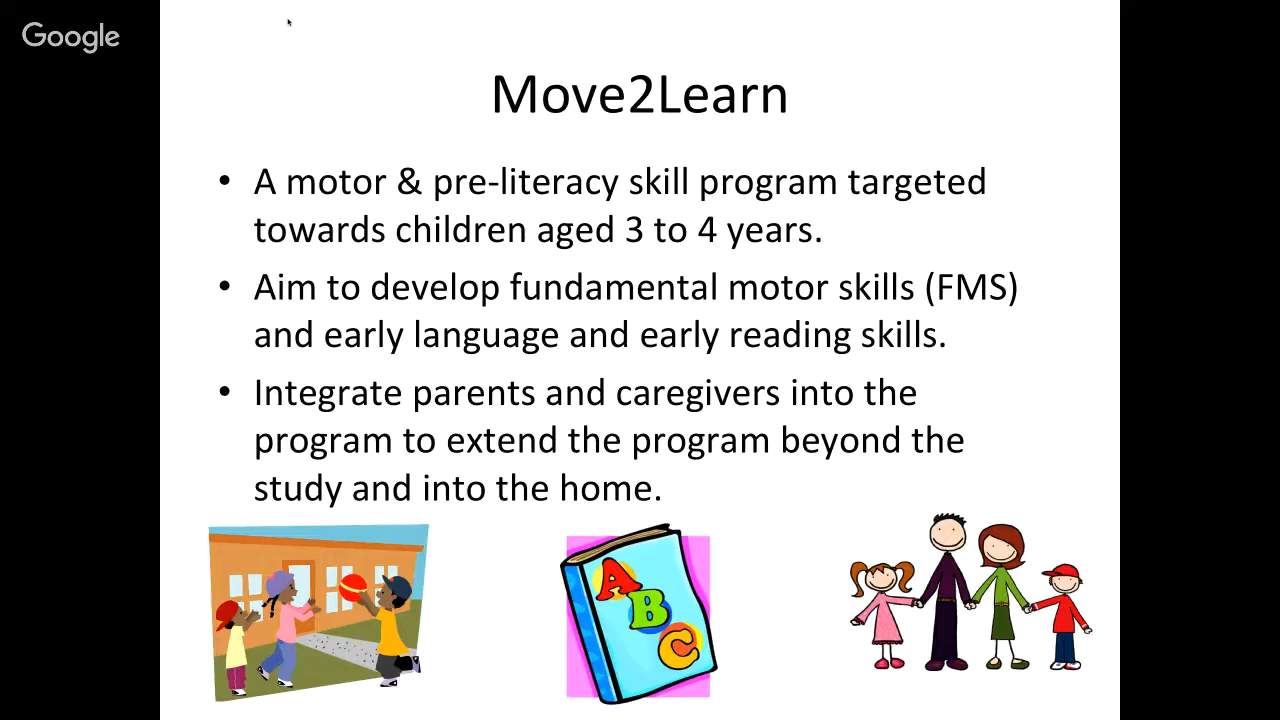 Google
Move2Learn
• A motor & pre-literacy skill program targeted
towards children aged 3 to 4 years.
• Aim to develop fundamental motor skills (FMS)
and early language and early reading skills.
• Integrate parents and caregivers into the
program to extend the program beyond the
study and into the home.
A
B
C